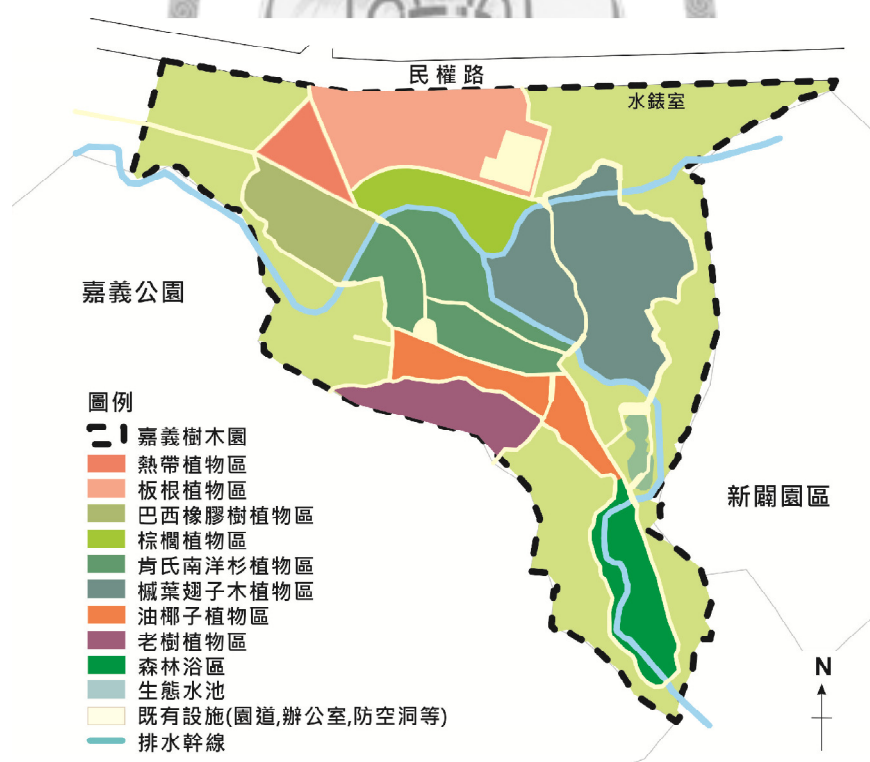 民權路
水錶室
嘉義公園
圖例
嘉義樹木園
熱帶植物區
板根植物區
巴西橡膠樹植物區
棕櫚植物區
肯氏南洋杉植物區
槭葉翅子木植物區
油椰子植物區
老樹植物區
森林浴區
生態水池
既有設施(園道,辦公室,防空洞等)
排水幹線
新闢園區
N